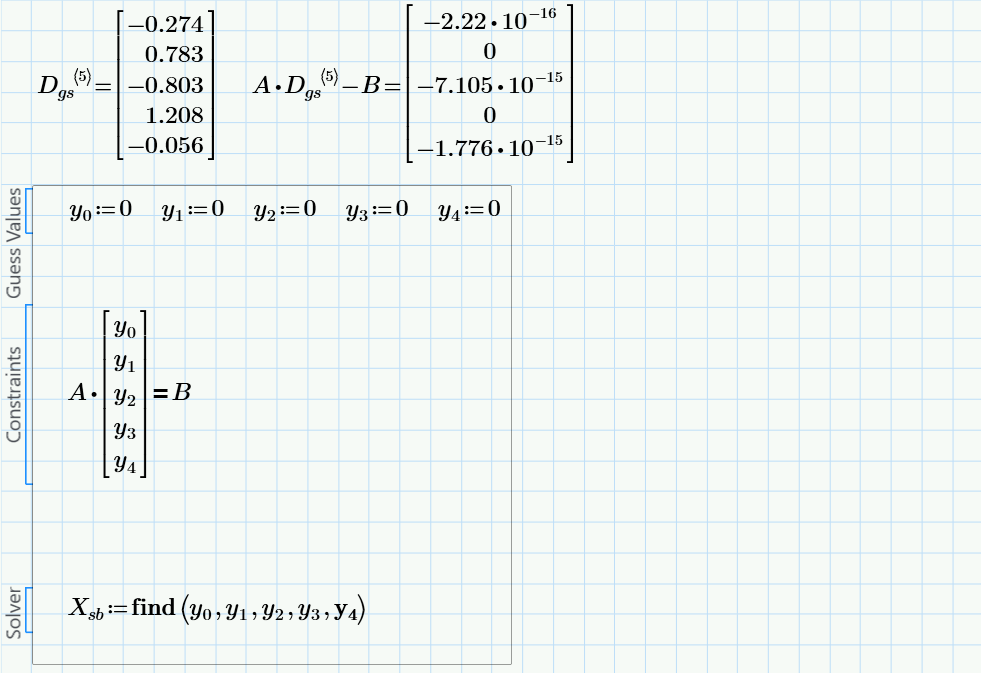 D_gs^⟨5⟩ = [−0.274 0.783 −0.803 1.208 −0.056] A⋅D_gs^⟨5⟩ − B = [−2.22⋅10^−16 0 −7.105⋅10^−15 0 −1.776⋅10^−15]
Guess Values
y₀:=0 y₁:=0 y₂:=0 y₃:=0 y₄:=0
Constraints
A⋅[y₀ y₁ y₂ y₃ y₄] = B
Solver
X_sb:=find(y₀,y₁,y₂,y₃,y₄)